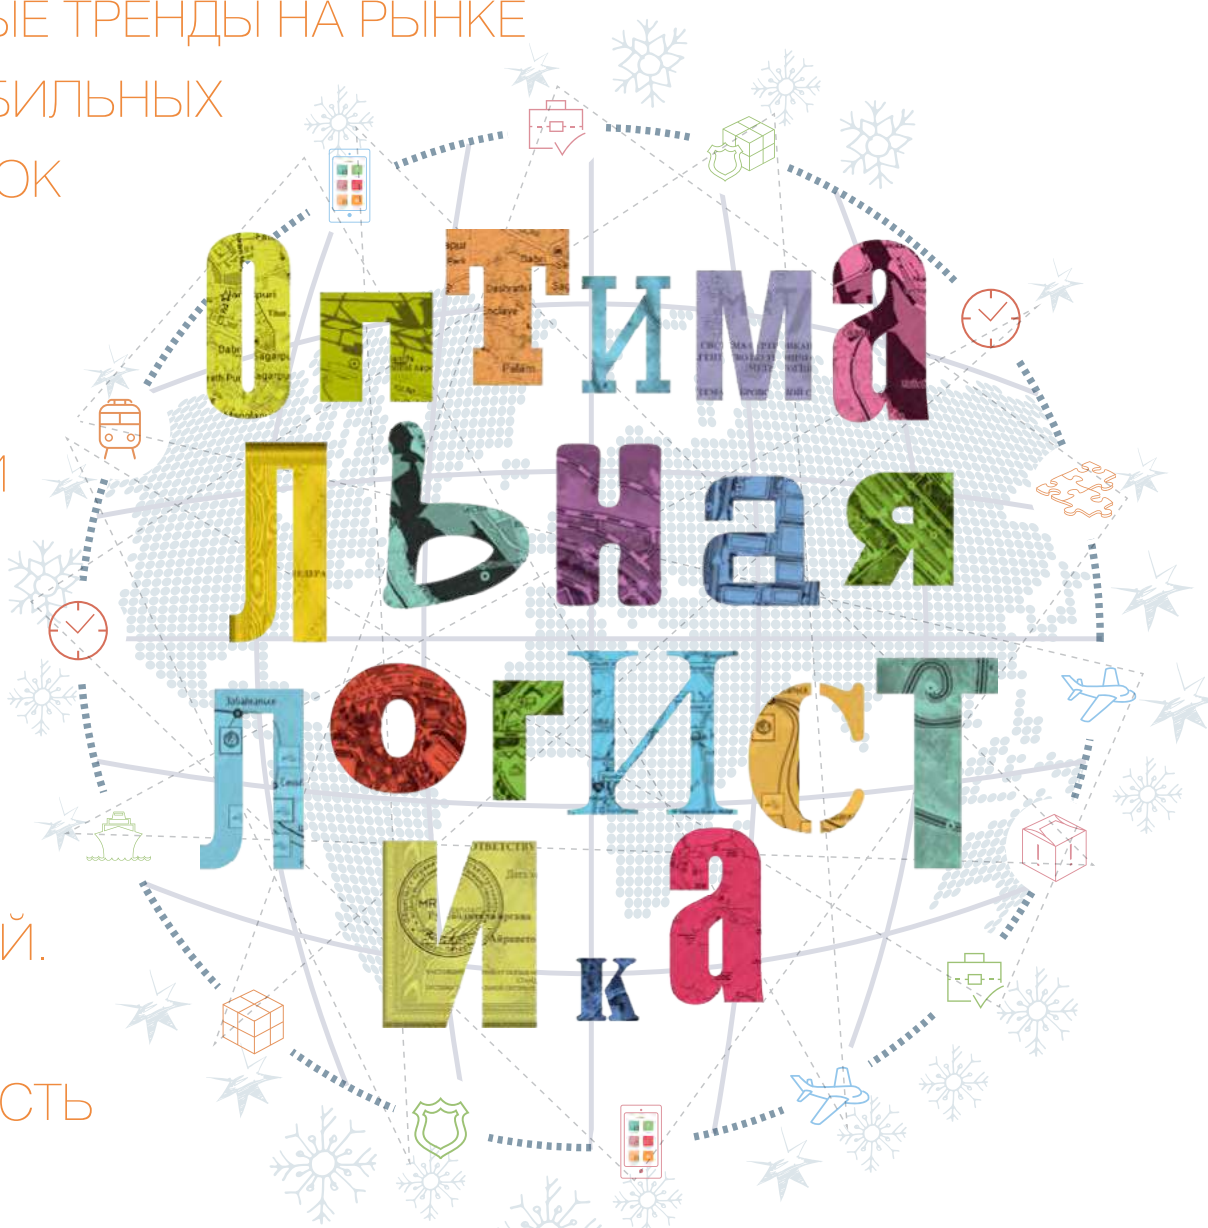 ЫЕ ТРЕНДЫ НА РЫНКЕ
БИЛЬНЫХ
ОК
И
Й.
СТЬ
ОПТИМА
ЛЬНАЯ
ЛОГИСТ
ИКА